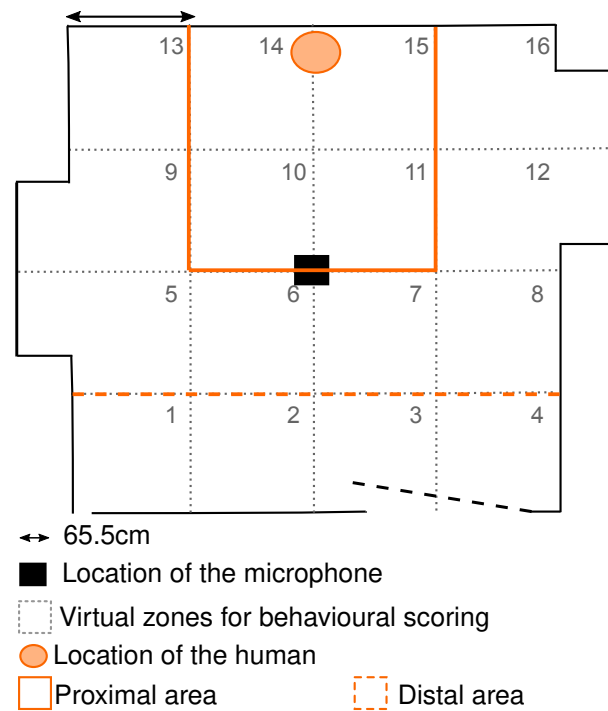 13 14 15 16
9 10 11 12
5 6 7 8
1 2 3 4
65.5cm
Location of the microphone
Virtual zones for behavioural scoring
Location of the human
Proximal area Distal area